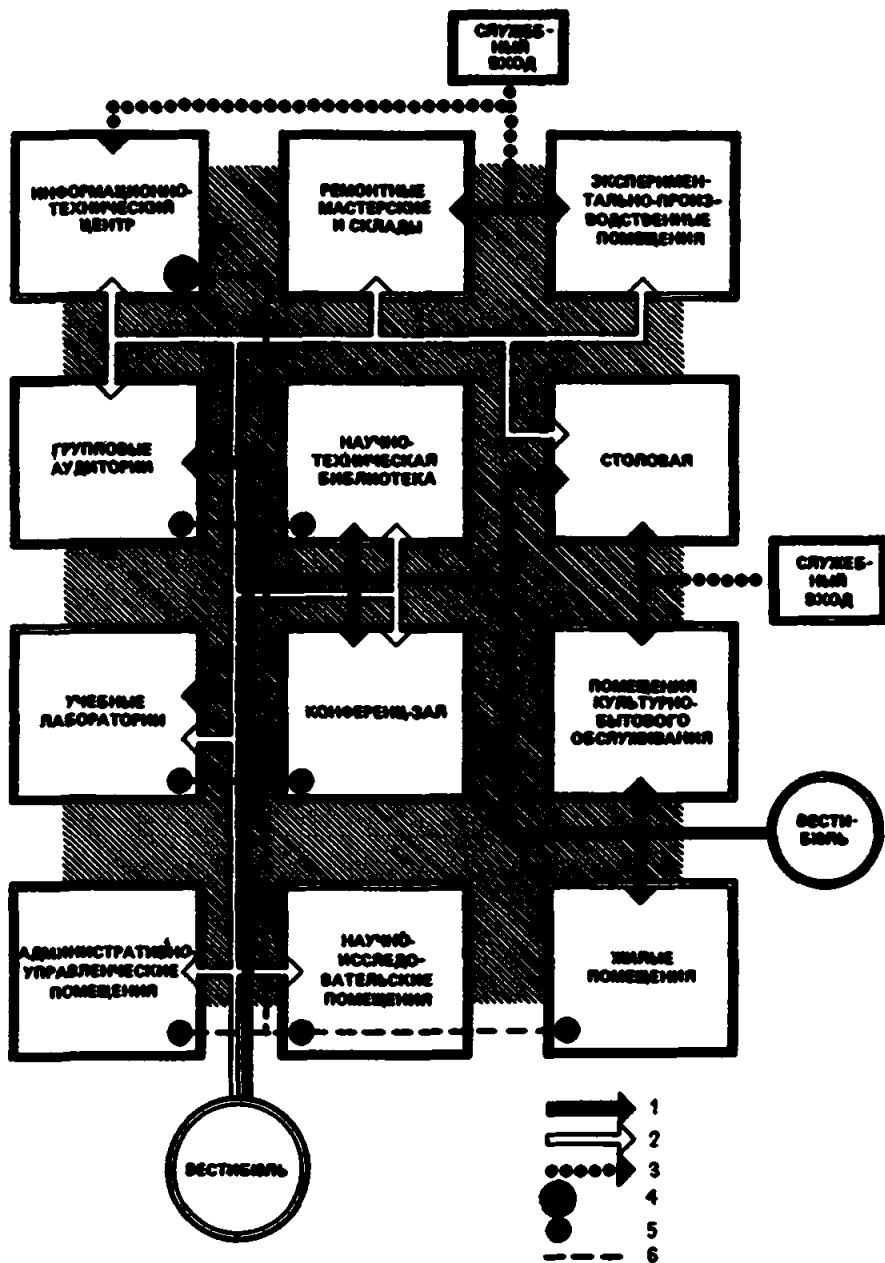 СЛУЖЕБ-
НЫЙ
ВХОД
ИНФОРМАЦИОННО-
ТЕХНИЧЕСКИЙ
ЦЕНТР
РЕМОНТНЫЕ
МАСТЕРСКИЕ
И СКЛАДЫ
ЭКСПЕРИМЕН-
ТАЛЬНО-ПРОИЗ-
ВОДСТВЕННЫЕ
ПОМЕЩЕНИЯ
ГРУППОВЫЕ
АУДИТОРИИ
НАУЧНО-
ТЕХНИЧЕСКАЯ
БИБЛИОТЕКА
СТОЛОВАЯ
СЛУЖЕБ-
НЫЙ
ВХОД
УЧЕБНЫЕ
ЛАБОРАТОРИИ
КОНФЕРЕНЦ-ЗАЛ
ПОМЕЩЕНИЯ
КУЛЬТУРНО-
БЫТОВОГО
ОБСЛУЖИВАНИЯ
ВЕСТИ-
БЮЛЬ
АДМИНИСТРАТИВНО-
УПРАВЛЕНЧЕСКИЕ
ПОМЕЩЕНИЯ
НАУЧНО-
ИССЛЕДО-
ВАТЕЛЬСКИЕ
ПОМЕЩЕНИЯ
ЖИЛЫЕ
ПОМЕЩЕНИЯ
ВЕСТИБЮЛЬ
1
2
3
4
5
6